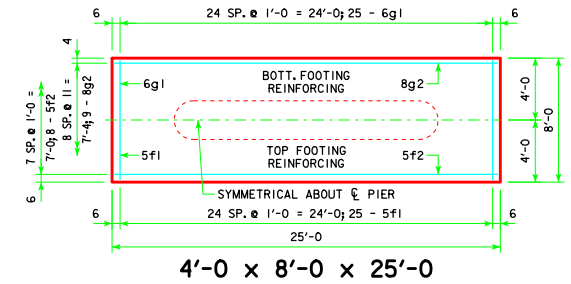 6
24 SP. @ 1'-0 = 24'-0; 25 - 6g1
6
4
6g1
BOTT. FOOTING
REINFORCING
8g2
7 SP. @ 1'-0 =
7'-0; 8 - 5f2
8 SP. @ 11 =
7'-4; 9 - 8g2
4'-0
8'-0
4'-0
5f1
TOP FOOTING
REINFORCING
5f2
6
SYMMETRICAL ABOUT ℄ PIER
6
24 SP. @ 1'-0 = 24'-0; 25 - 5f1
6
25'-0
4'-0 x 8'-0 x 25'-0